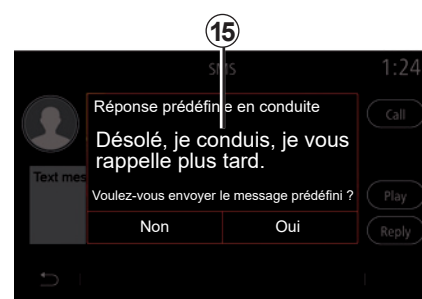 15
SMS
1:24
Réponse prédéfinie en conduite
Call
Désolé, je conduis, je vous
rappelle plus tard.
Text mes
Voulez-vous envoyer le message prédéfini ?
Play
Non
Oui
Reply